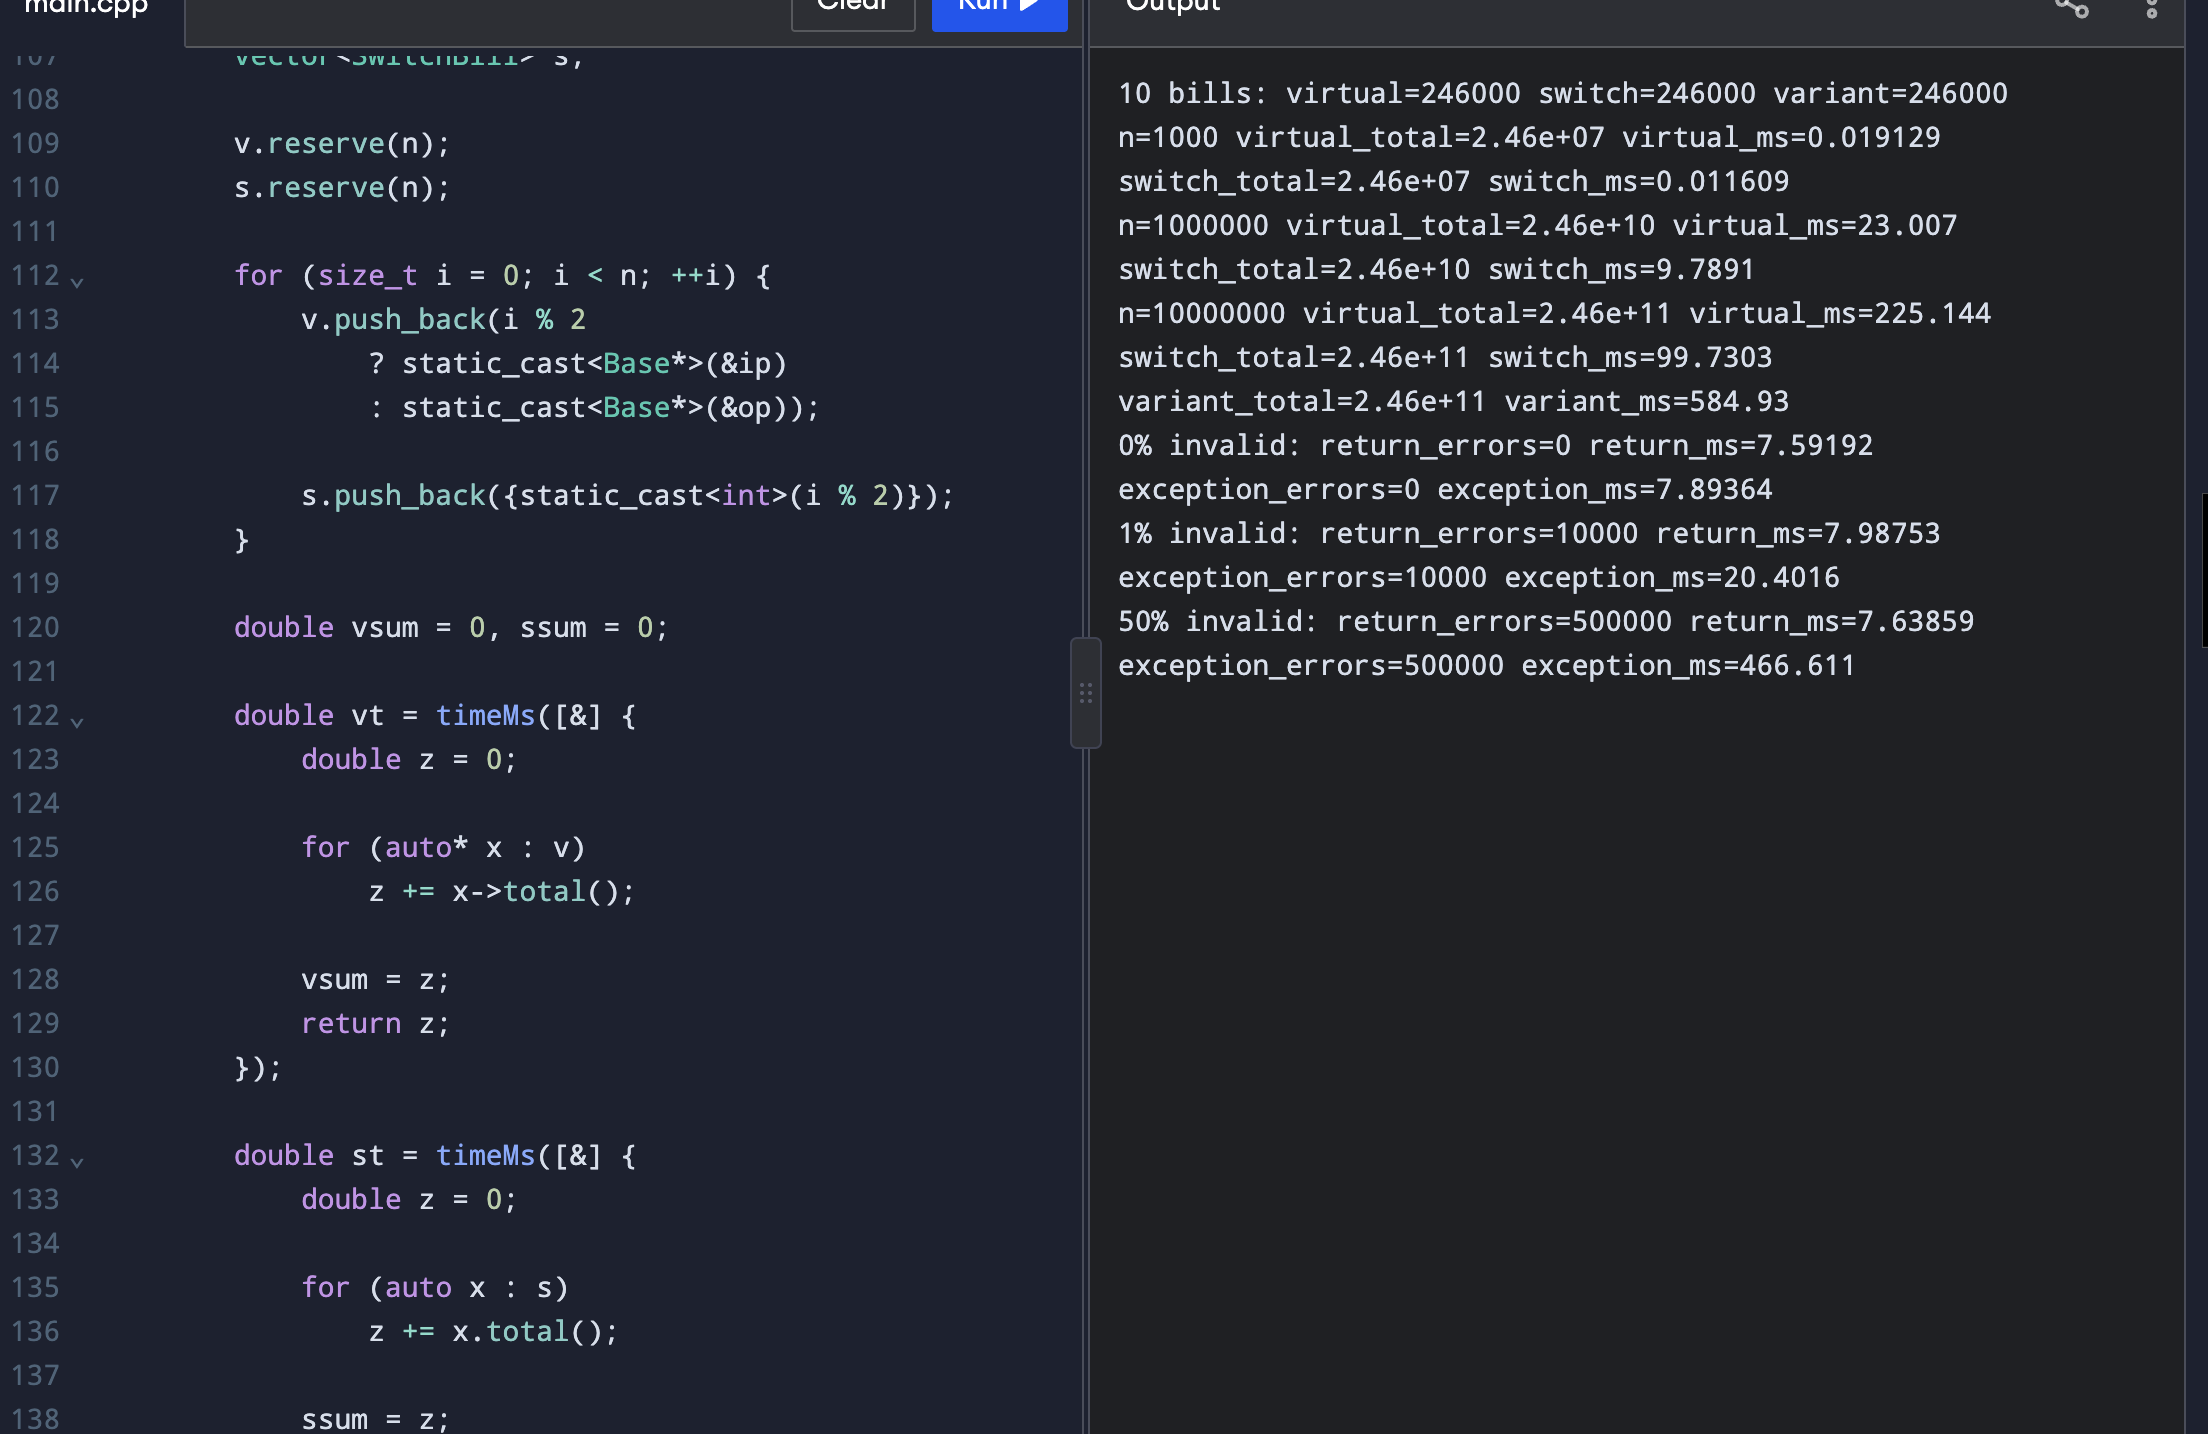 main.cpp
Clear
Run
Output
107 vector<SwitchBill> s;
108
109 v.reserve(n);
110 s.reserve(n);
111
112 for (size_t i = 0; i < n; ++i) {
113 v.push_back(i % 2
114 ? static_cast<Base*>(&ip)
115 : static_cast<Base*>(&op));
116
117 s.push_back({static_cast<int>(i % 2)});
118 }
119
120 double vsum = 0, ssum = 0;
121
122 double vt = timeMs([&] {
123 double z = 0;
124
125 for (auto* x : v)
126 z += x->total();
127
128 vsum = z;
129 return z;
130 });
131
132 double st = timeMs([&] {
133 double z = 0;
134
135 for (auto x : s)
136 z += x.total();
137
138 ssum = z;
10 bills: virtual=246000 switch=246000 variant=246000
n=1000 virtual_total=2.46e+07 virtual_ms=0.019129
switch_total=2.46e+07 switch_ms=0.011609
n=1000000 virtual_total=2.46e+10 virtual_ms=23.007
switch_total=2.46e+10 switch_ms=9.7891
n=10000000 virtual_total=2.46e+11 virtual_ms=225.144
switch_total=2.46e+11 switch_ms=99.7303
variant_total=2.46e+11 variant_ms=584.93
0% invalid: return_errors=0 return_ms=7.59192
exception_errors=0 exception_ms=7.89364
1% invalid: return_errors=10000 return_ms=7.98753
exception_errors=10000 exception_ms=20.4016
50% invalid: return_errors=500000 return_ms=7.63859
exception_errors=500000 exception_ms=466.611